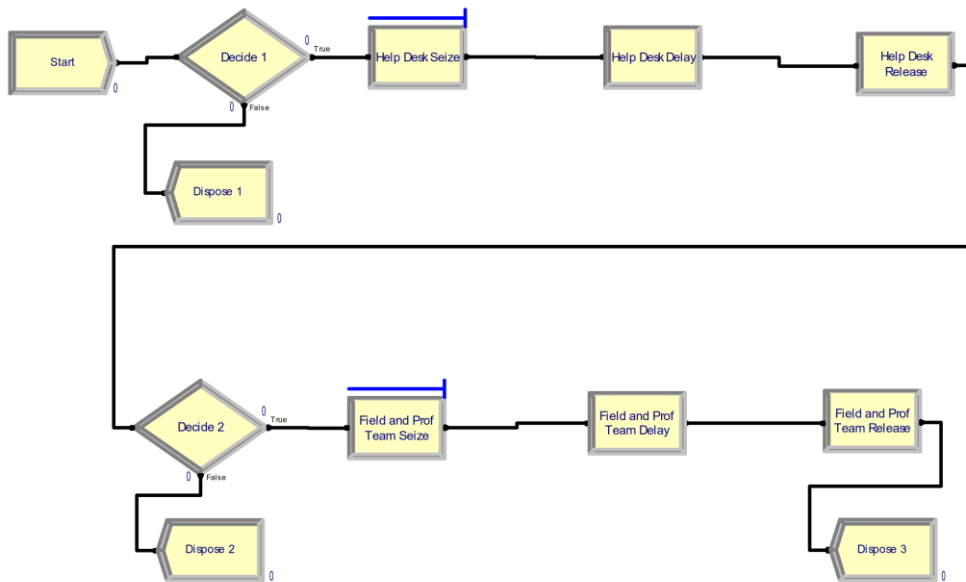 0
True
Start
Decide 1
Help Desk Seize
Help Desk Delay
Help Desk
Release
0
0
False
Dispose 1
0
0
True
Decide 2
Field and Prof
Team Seize
Field and Prof
Team Delay
Field and Prof
Team Release
0
False
Dispose 2
0
Dispose 3
0